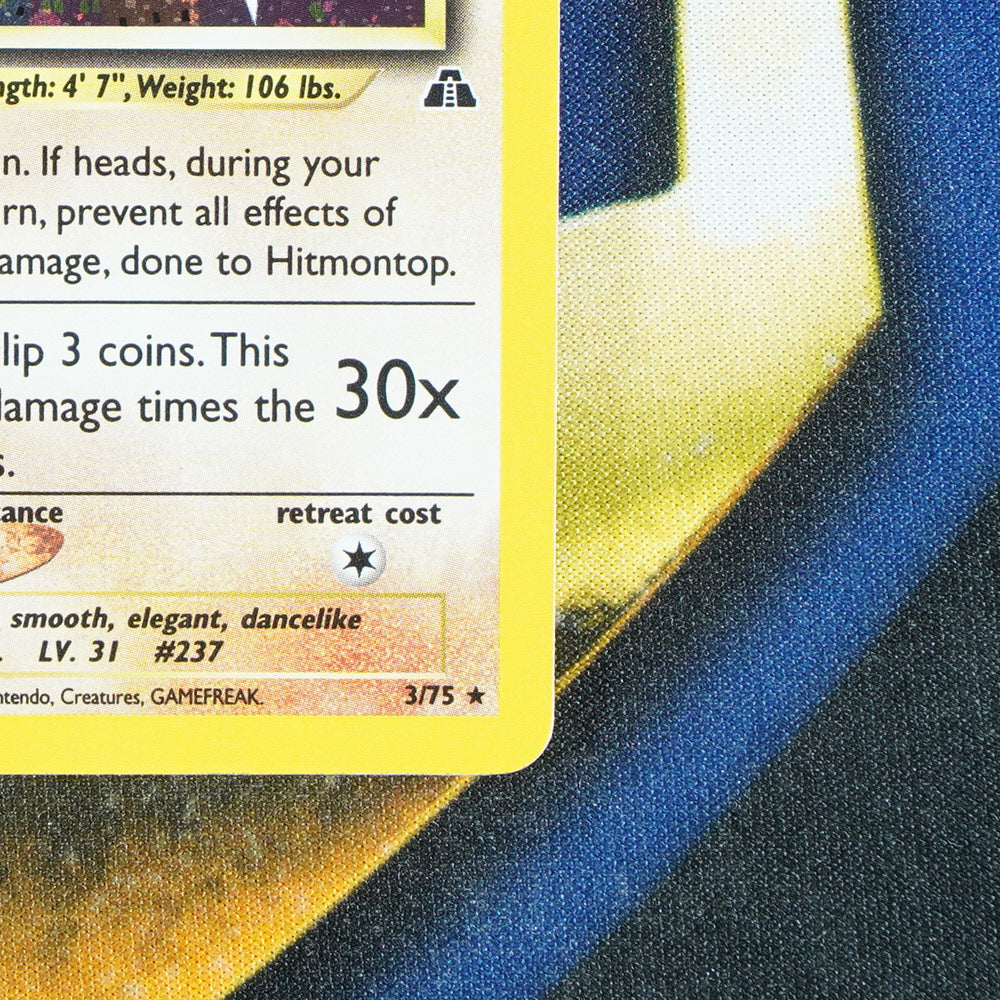 ngth: 4' 7", Weight: 106 lbs.
n. If heads, during your
rn, prevent all effects of
amage, done to Hitmontop.
lip 3 coins. This
damage times the 30x
s.
tance retreat cost
smooth, elegant, dancelike
. LV. 31 #237
ntendo, Creatures, GAMEFREAK. 3/75 ★